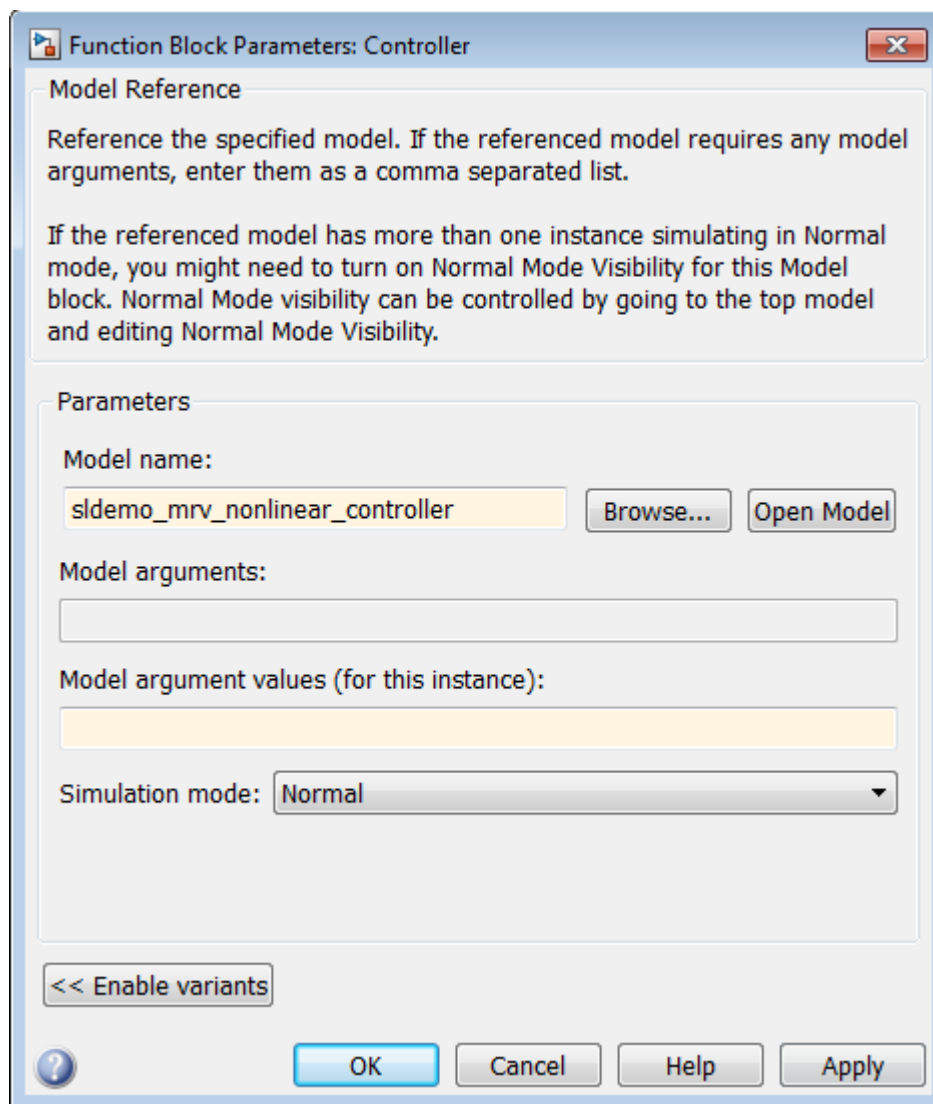 Function Block Parameters: Controller
Model Reference
Reference the specified model. If the referenced model requires any model
arguments, enter them as a comma separated list.
If the referenced model has more than one instance simulating in Normal
mode, you might need to turn on Normal Mode Visibility for this Model
block. Normal Mode visibility can be controlled by going to the top model
and editing Normal Mode Visibility.
Parameters
Model name:
sldemo_mrv_nonlinear_controller Browse... Open Model
Model arguments:
Model argument values (for this instance):
Simulation mode: Normal
<< Enable variants
? OK Cancel Help Apply